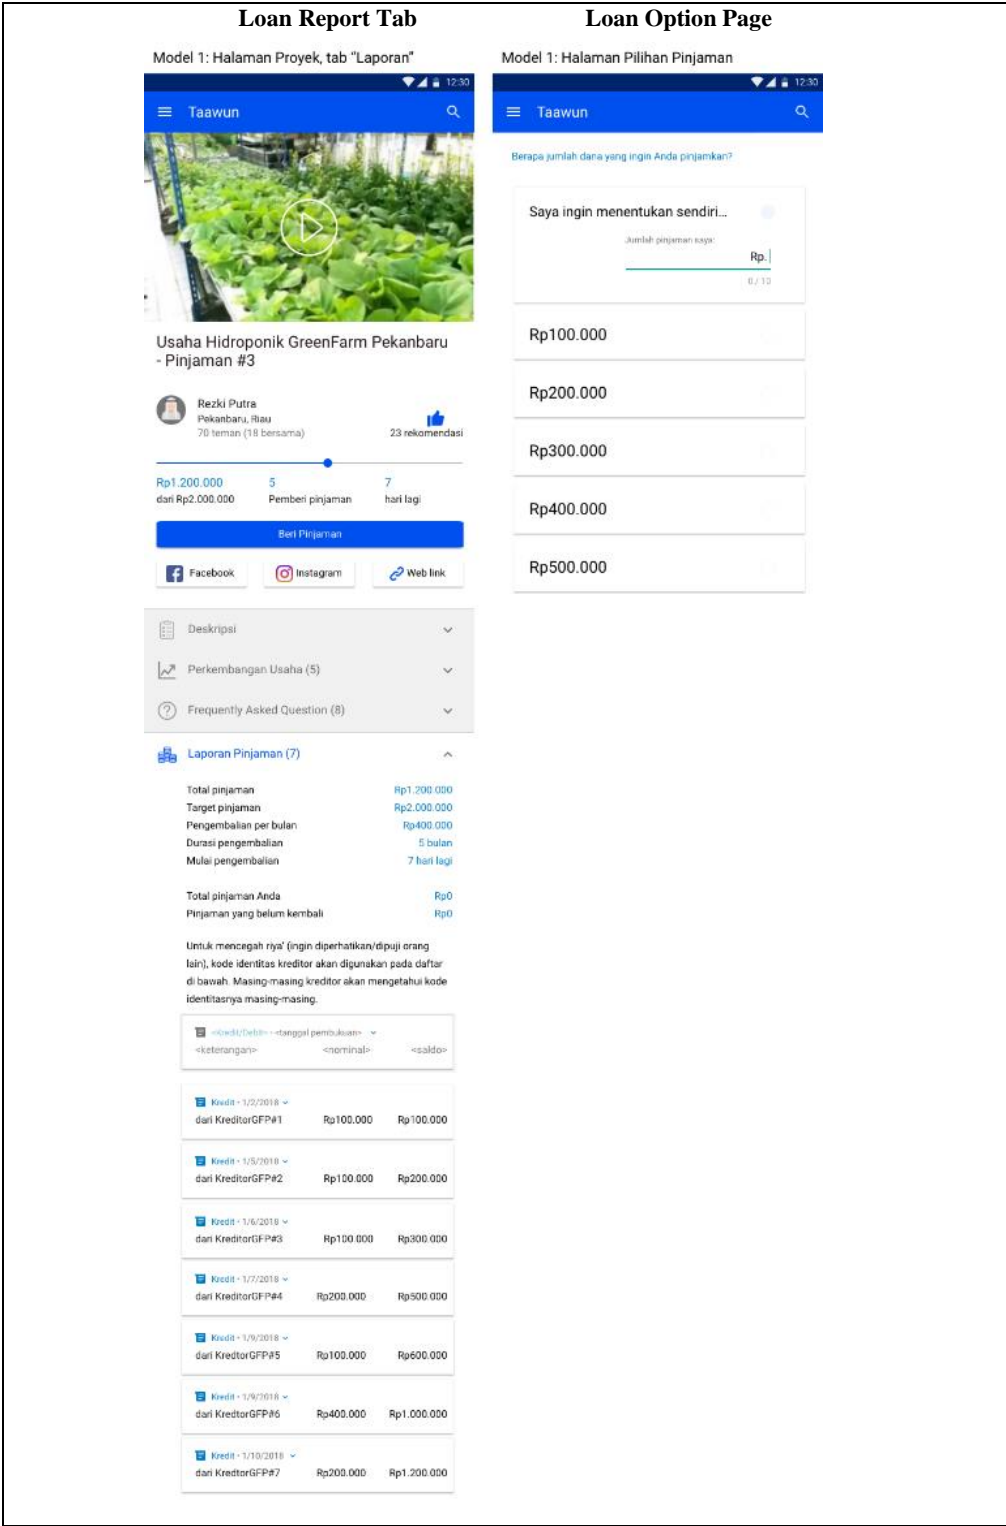 Loan Report Tab
Loan Option Page
Model 1: Halaman Proyek, tab "Laporan"
12:30
Taawun
Usaha Hidroponik GreenFarm Pekanbaru
- Pinjaman #3
Rezki Putra
Pekanbaru, Riau
70 teman (18 bersama)
23 rekomendasi
Rp1.200.000 5 7
dari Rp2.000.000 Pemberi pinjaman hari lagi
Beri Pinjaman
Facebook Instagram Web link
Deskripsi
Perkembangan Usaha (5)
Frequently Asked Question (8)
Laporan Pinjaman (7)
Total pinjaman Rp1.200.000
Target pinjaman Rp2.000.000
Pengembalian per bulan Rp400.000
Durasi pengembalian 5 bulan
Mulai pengembalian 7 hari lagi
Total pinjaman Anda Rp0
Pinjaman yang belum kembali Rp0
Untuk mencegah riya' (ingin diperhatikan/dipuji orang
lain), kode identitas kreditor akan digunakan pada daftar
di bawah. Masing-masing kreditor akan mengetahui kode
identitasnya masing-masing.
<Kredit/Debit> • <tanggal pembukuan>
<keterangan> <nominal> <saldo>
Kredit • 1/2/2018
dari KreditorGFP#1 Rp100.000 Rp100.000
Kredit • 1/5/2018
dari KreditorGFP#2 Rp100.000 Rp200.000
Kredit • 1/6/2018
dari KreditorGFP#3 Rp100.000 Rp300.000
Kredit • 1/7/2018
dari KreditorGFP#4 Rp200.000 Rp500.000
Kredit • 1/9/2018
dari KredtorGFP#5 Rp100.000 Rp600.000
Kredit • 1/9/2018
dari KredtorGFP#6 Rp400.000 Rp1.000.000
Kredit • 1/10/2018
dari KredtorGFP#7 Rp200.000 Rp1.200.000
Model 1: Halaman Pilihan Pinjaman
12:30
Taawun
Berapa jumlah dana yang ingin Anda pinjamkan?
Saya ingin menentukan sendiri...
Jumlah pinjaman saya:
Rp.
0 / 10
Rp100.000
Rp200.000
Rp300.000
Rp400.000
Rp500.000